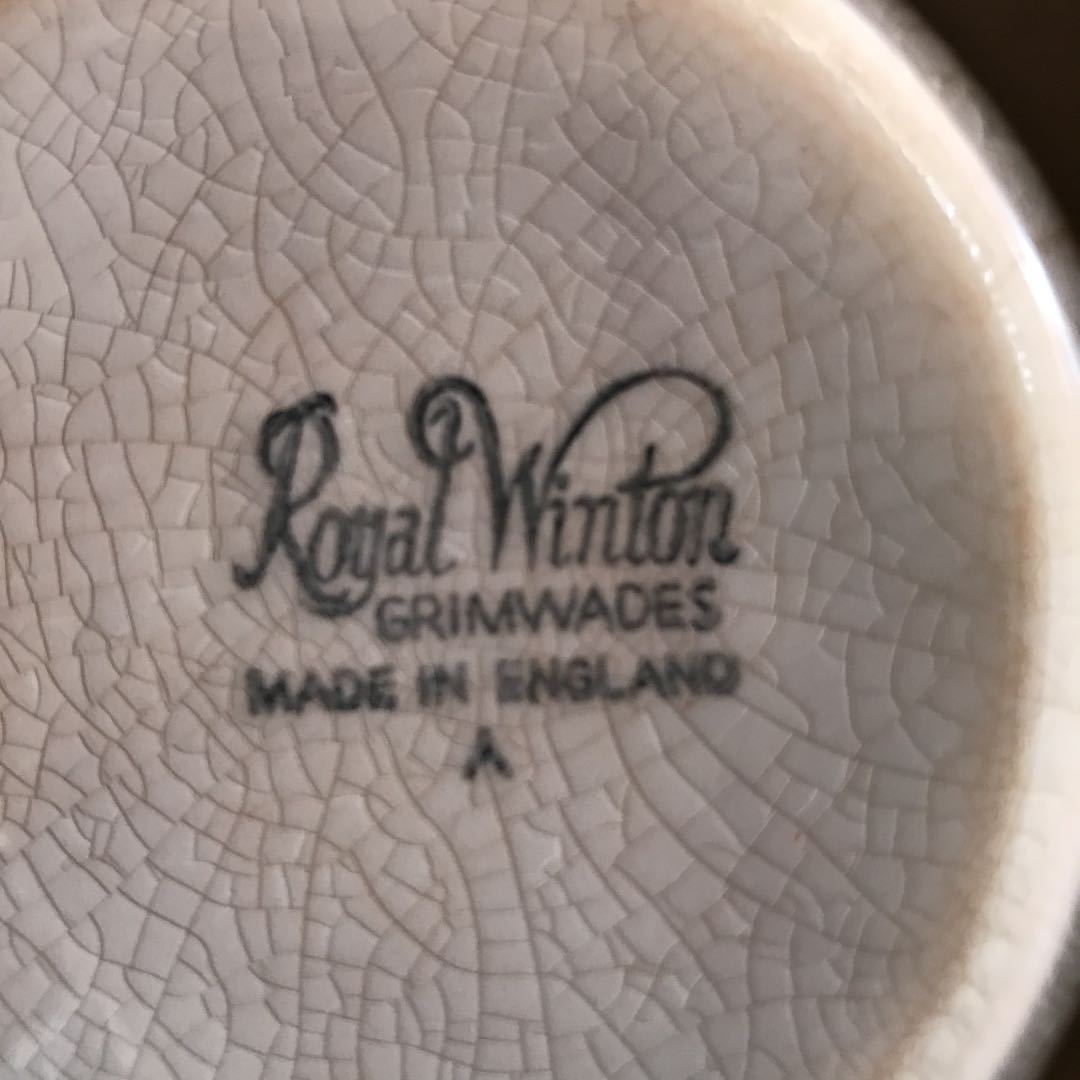 Royal Winton
GRIMWADES
MADE IN ENGLAND
A